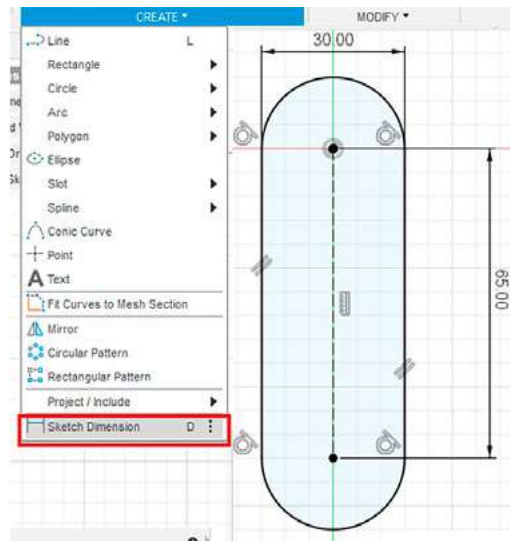 CREATE
MODIFY
Line L
Rectangle
Circle
Arc
Polygon
Ellipse
Slot
Spline
Conic Curve
Point
A Text
Fit Curves to Mesh Section
Mirror
Circular Pattern
Rectangular Pattern
Project / Include
Sketch Dimension D
30.00
65.00